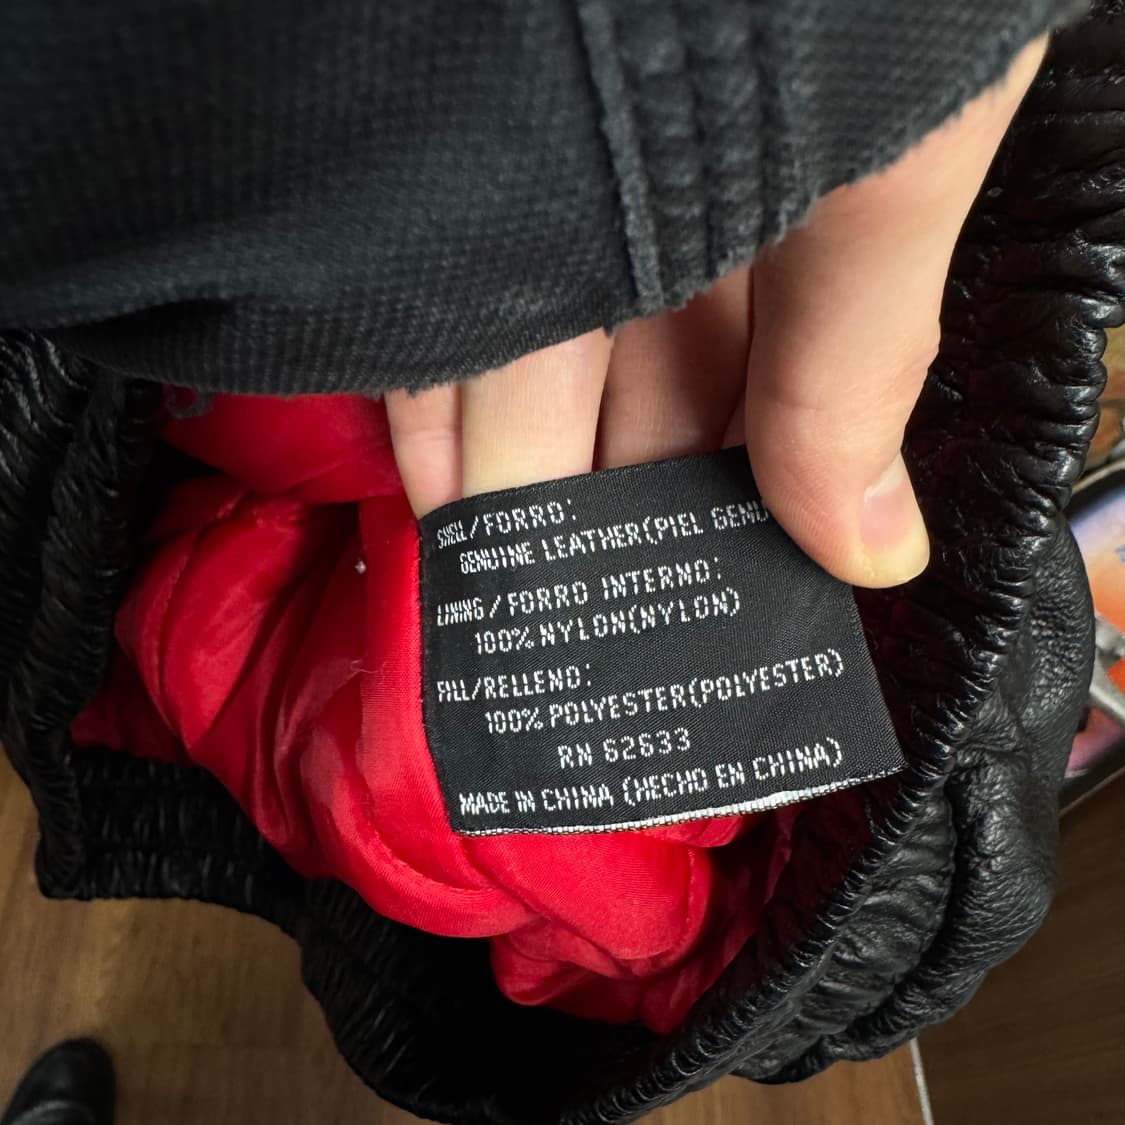 SHELL/FORRO:
GENUINE LEATHER(PIEL
LINING/FORRO INTERNO:
100% NYLON(NYLON)
FILL/RELLENO:
100% POLYESTER(POLYESTER)
RN 62633
MADE IN CHINA (HECHO EN CHINA)